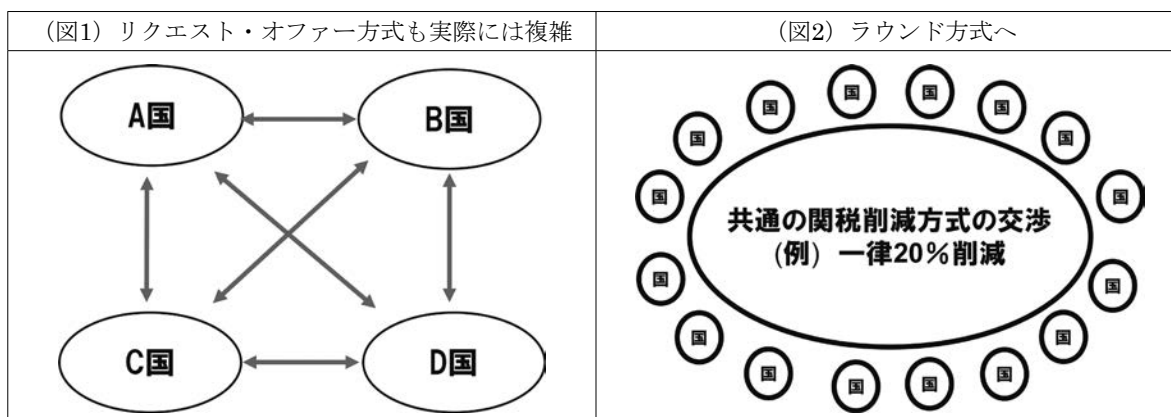 (図1) リクエスト・オファー方式も実際には複雑
A国
B国
C国
D国
(図2) ラウンド方式へ
国
国
国
国
国
国
国
国
共通の関税削減方式の交渉
(例) 一律20%削減
国
国
国
国
国
国
国
国